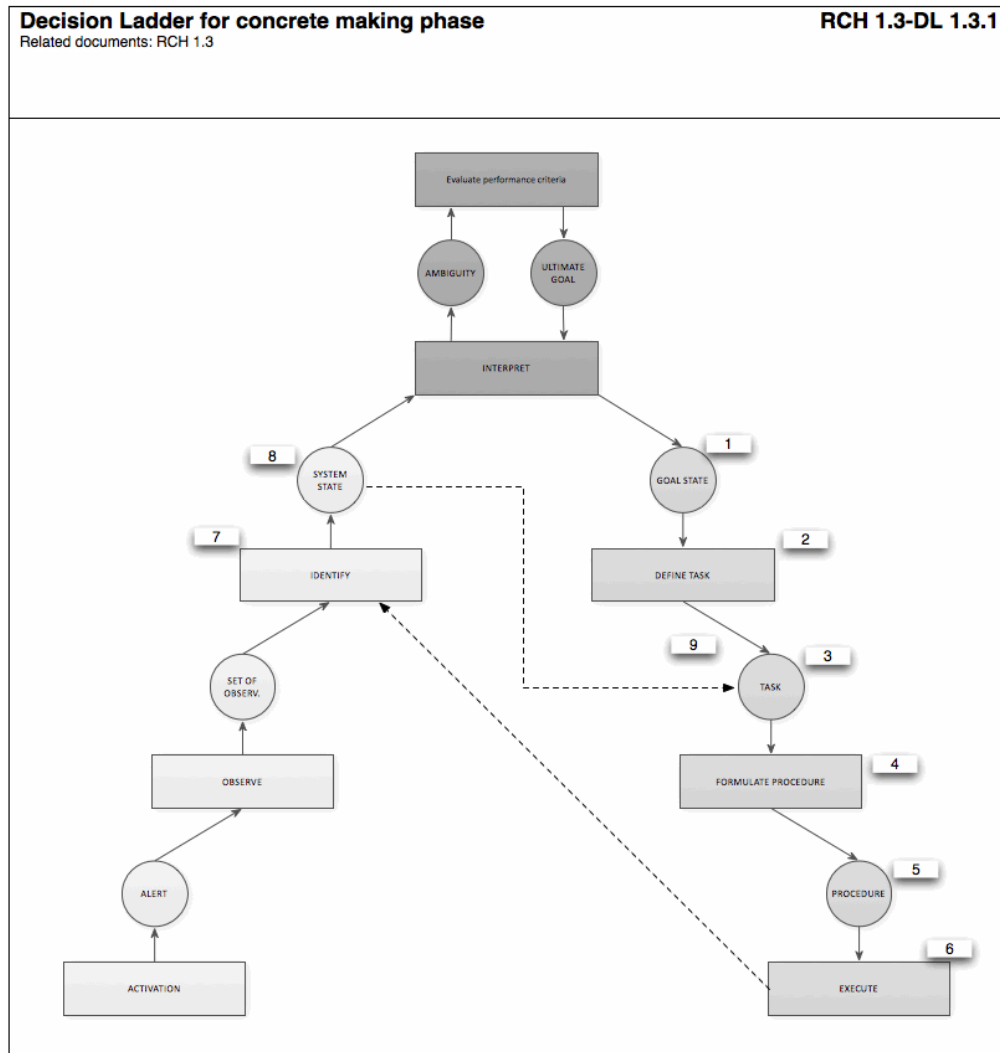 Decision Ladder for concrete making phase
RCH 1.3-DL 1.3.1
Related documents: RCH 1.3
Evaluate performance criteria
AMBIGUITY
ULTIMATE
GOAL
INTERPRET
1
8
SYSTEM
STATE
GOAL STATE
7
2
IDENTIFY
DEFINE TASK
9
3
SET OF
OBSERV.
TASK
4
OBSERVE
FORMULATE PROCEDURE
5
ALERT
PROCEDURE
6
ACTIVATION
EXECUTE